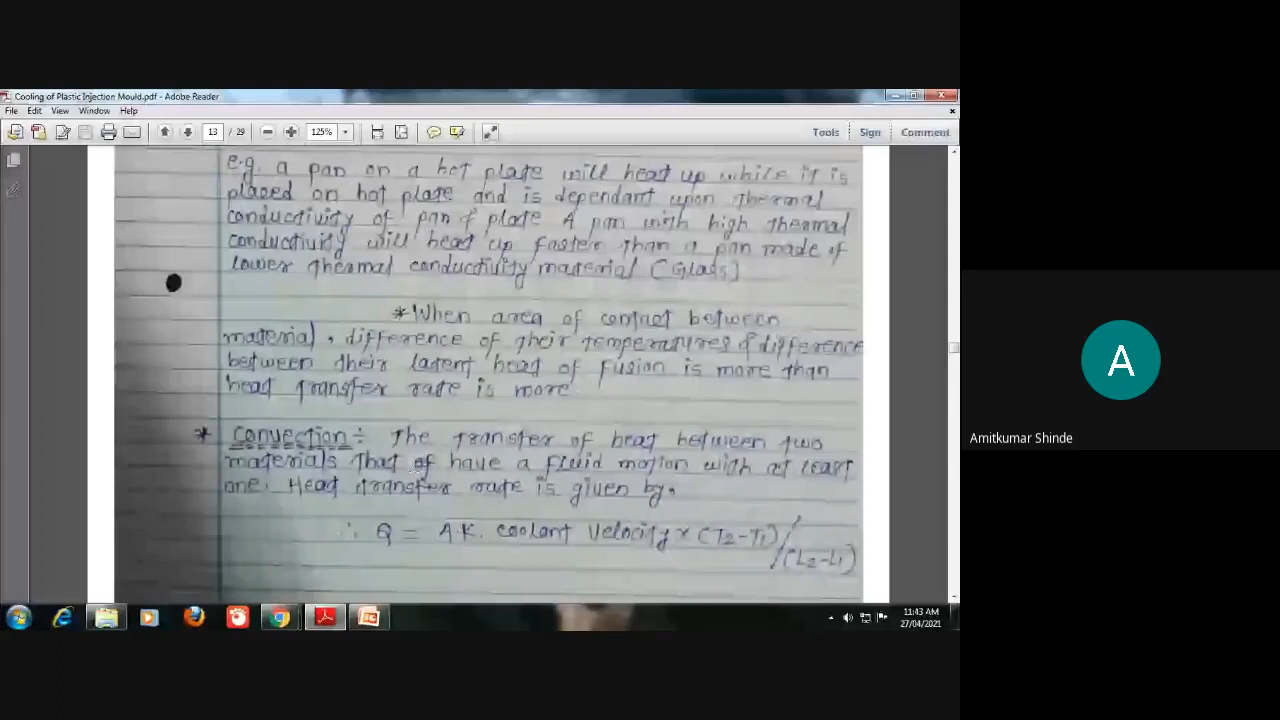 Cooling of Plastic Injection Mould.pdf - Adobe Reader
File Edit View Window Help
13 / 29 125% Tools Sign Comment
e.g. a pan on a hot plate will heat up while it is
placed on hot plate and is dependant upon thermal
conductivity of pan & plate A pan with high thermal
conductivity will heat up faster than a pan made of
lower thermal conductivity material (Glass)
*When area of contact between
material, difference of their temperatures & difference
between their latent heat of fusion is more than
heat transfer rate is more.
* Convection :- The transfer of heat between two
materials that of have a fluid motion with at least
one. Heat transfer rate is given by.
∴ Q = A.K. coolant velocity × (T2-T1)/
/(L2-L1)
A
Amitkumar Shinde
11:43 AM
27/04/2021